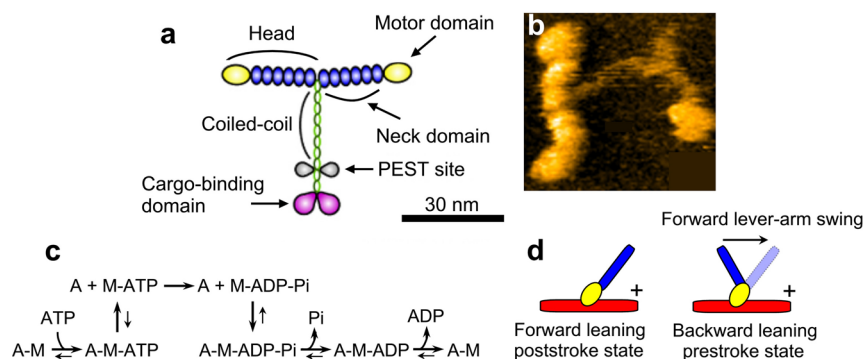 a
Head
Motor domain
Coiled-coil
Neck domain
PEST site
Cargo-binding
domain
30 nm
b
c
A + M-ATP
A + M-ADP-Pi
ATP
Pi
ADP
A-M
A-M-ATP
A-M-ADP-Pi
A-M-ADP
A-M
d
Forward lever-arm swing
+
+
Forward leaning
poststroke state
Backward leaning
prestroke state